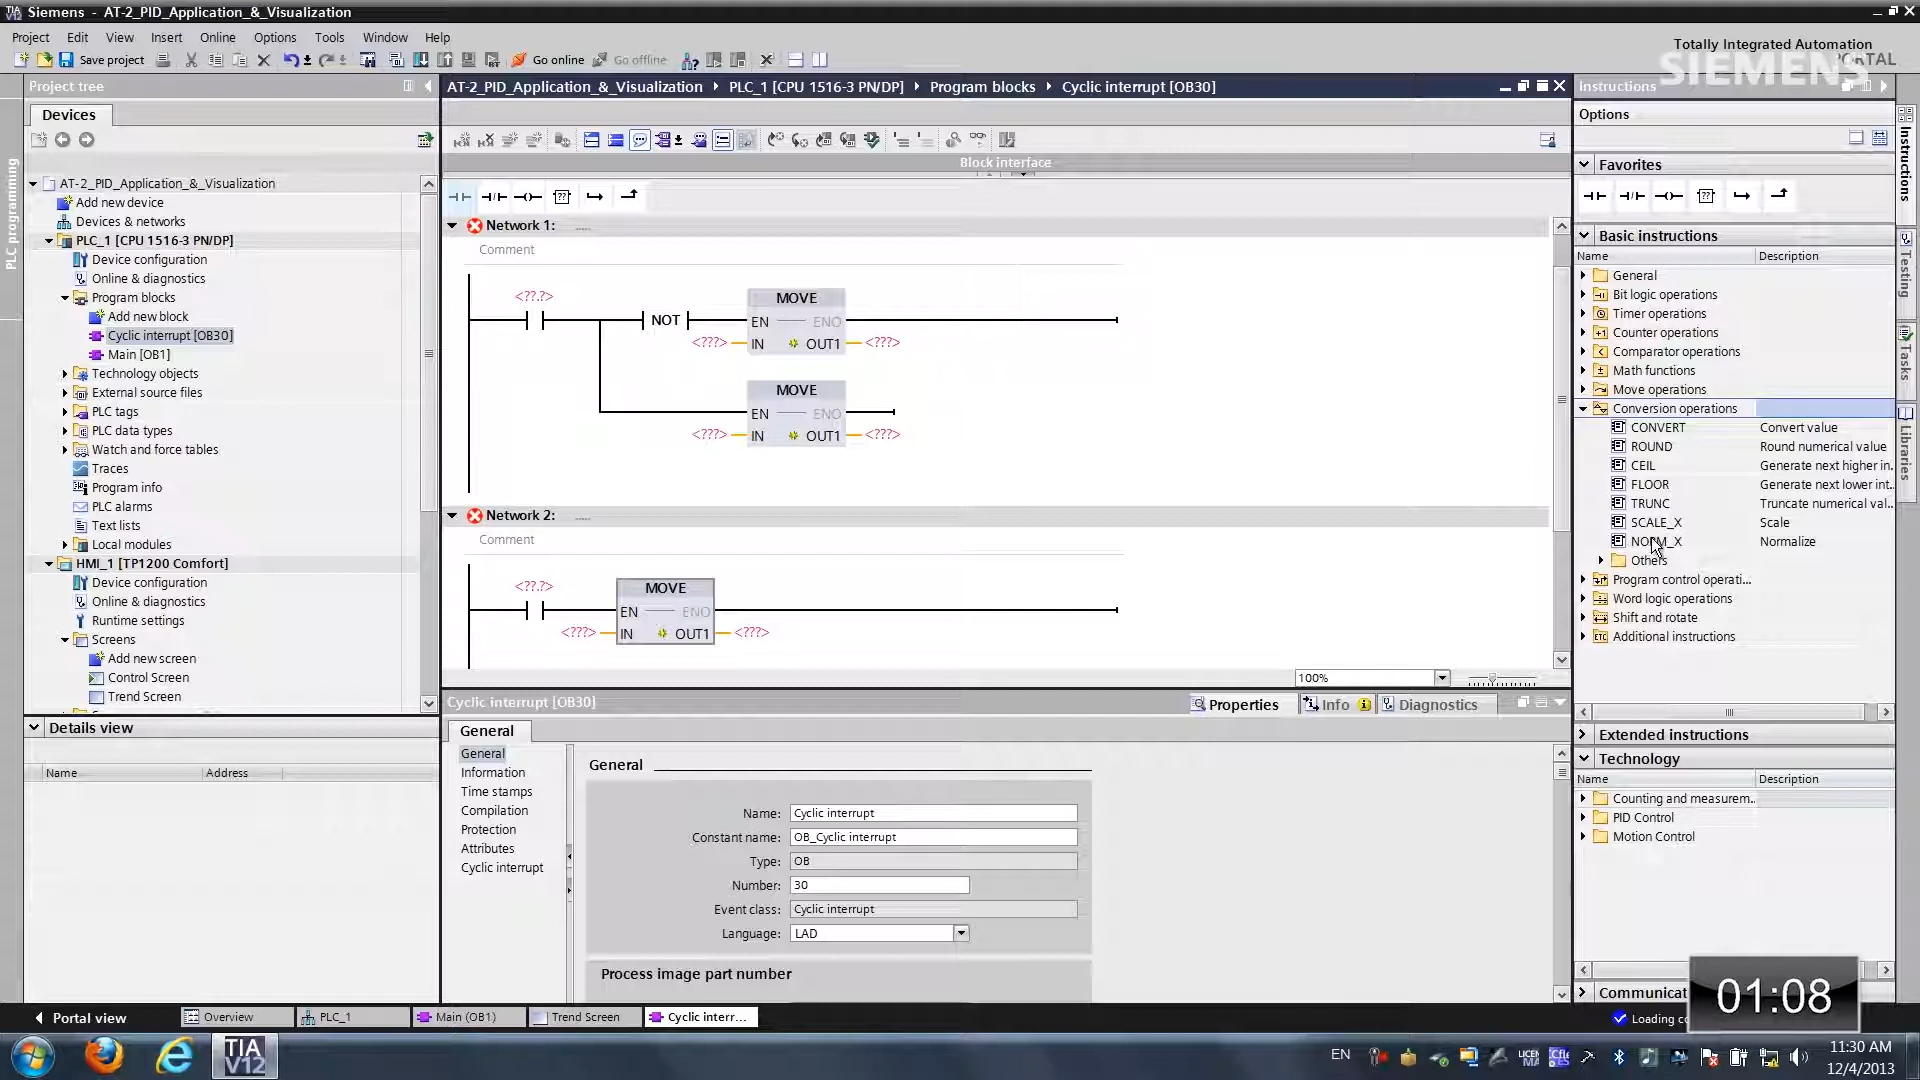 Siemens - AT-2_PID_Application_&_Visualization
Project Edit View Insert Online Options Tools Window Help
Totally Integrated Automation
PORTAL
SIEMENS
Save project
Go online
Go offline
Project tree
AT-2_PID_Application_&_Visualization PLC_1 [CPU 1516-3 PN/DP] Program blocks Cyclic interrupt [OB30]
Instructions
Devices
Options
Block interface
PLC programming
AT-2_PID_Application_&_Visualization
Add new device
Devices & networks
PLC_1 [CPU 1516-3 PN/DP]
Device configuration
Online & diagnostics
Program blocks
Add new block
Cyclic interrupt [OB30]
Main [OB1]
Technology objects
External source files
PLC tags
PLC data types
Watch and force tables
Traces
Program info
PLC alarms
Text lists
Local modules
HMI_1 [TP1200 Comfort]
Device configuration
Online & diagnostics
Runtime settings
Screens
Add new screen
Control Screen
Trend Screen
Details view
Name Address
Network 1: .....
Comment
<??.?>
NOT
MOVE
EN ENO
<???> IN OUT1 <???>
MOVE
EN ENO
<???> IN OUT1 <???>
Network 2: .....
Comment
<??.?>
MOVE
EN ENO
<???> IN OUT1 <???>
100%
Cyclic interrupt [OB30]
Properties Info Diagnostics
General
General
Information
Time stamps
Compilation
Protection
Attributes
Cyclic interrupt
General
Name: Cyclic interrupt
Constant name: OB_Cyclic interrupt
Type: OB
Number: 30
Event class: Cyclic interrupt
Language: LAD
Process image part number
Favorites
Basic instructions
Name Description
General
Bit logic operations
Timer operations
Counter operations
Comparator operations
Math functions
Move operations
Conversion operations
CONVERT Convert value
ROUND Round numerical value
CEIL Generate next higher in..
FLOOR Generate next lower int..
TRUNC Truncate numerical val..
SCALE_X Scale
NORM_X Normalize
Others
Program control operati...
Word logic operations
Shift and rotate
Additional instructions
Extended instructions
Technology
Name Description
Counting and measurem..
PID Control
Motion Control
Communicat
Instructions
Testing
Tasks
Libraries
01:08
Portal view Overview PLC_1 Main (OB1) Trend Screen Cyclic interr...
Loading co
TIA
V12
EN
11:30 AM
12/4/2013